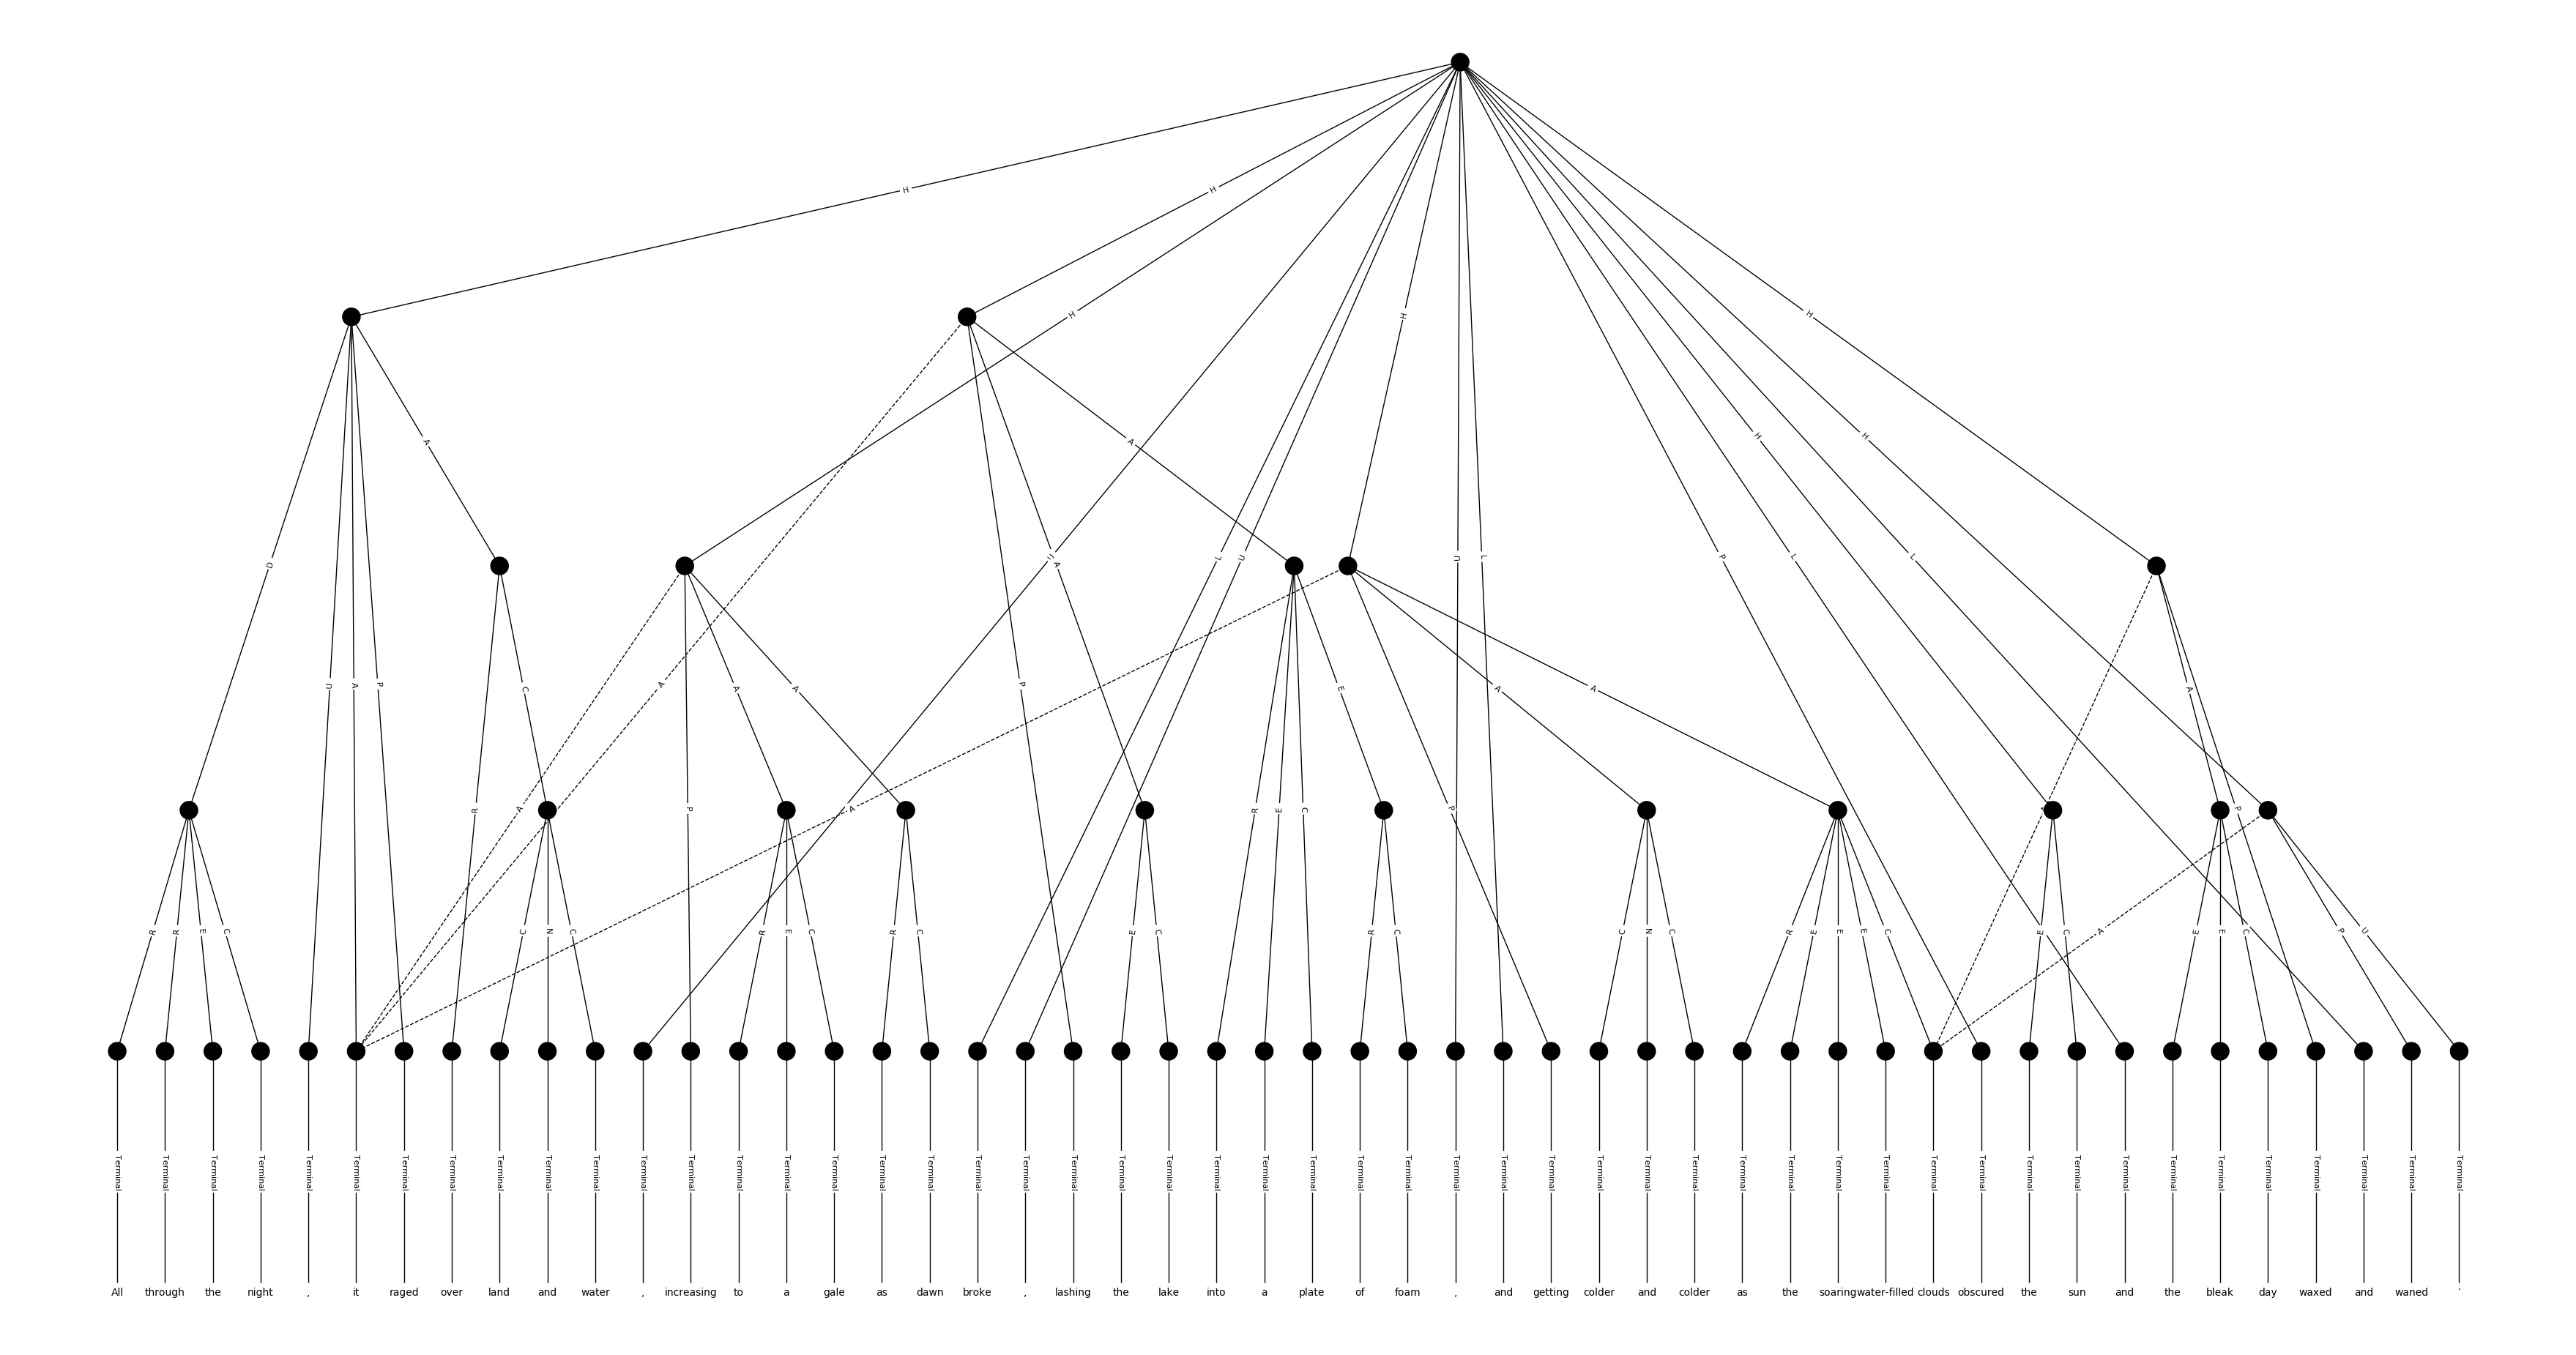 H H
H H H
A H H
A
D U A L U U L P L L
U A P P A A P E A A A
A A P A R E C P A P
R R E C C N C R E C R C E C R C C N C R E E E C E C A E E C P U
Terminal Terminal Terminal Terminal Terminal Terminal Terminal Terminal Terminal Terminal Terminal Terminal Terminal Terminal Terminal Terminal Terminal Terminal Terminal Terminal Terminal Terminal Terminal Terminal Terminal Terminal Terminal Terminal Terminal Terminal Terminal Terminal Terminal Terminal Terminal Terminal Terminal Terminal Terminal Terminal Terminal Terminal Terminal Terminal Terminal Terminal Terminal Terminal Terminal Terminal
All through the night , it raged over land and water , increasing to a gale as dawn broke , lashing the lake into a plate of foam , and getting colder and colder as the soaring water-filled clouds obscured the sun and the bleak day waxed and waned .